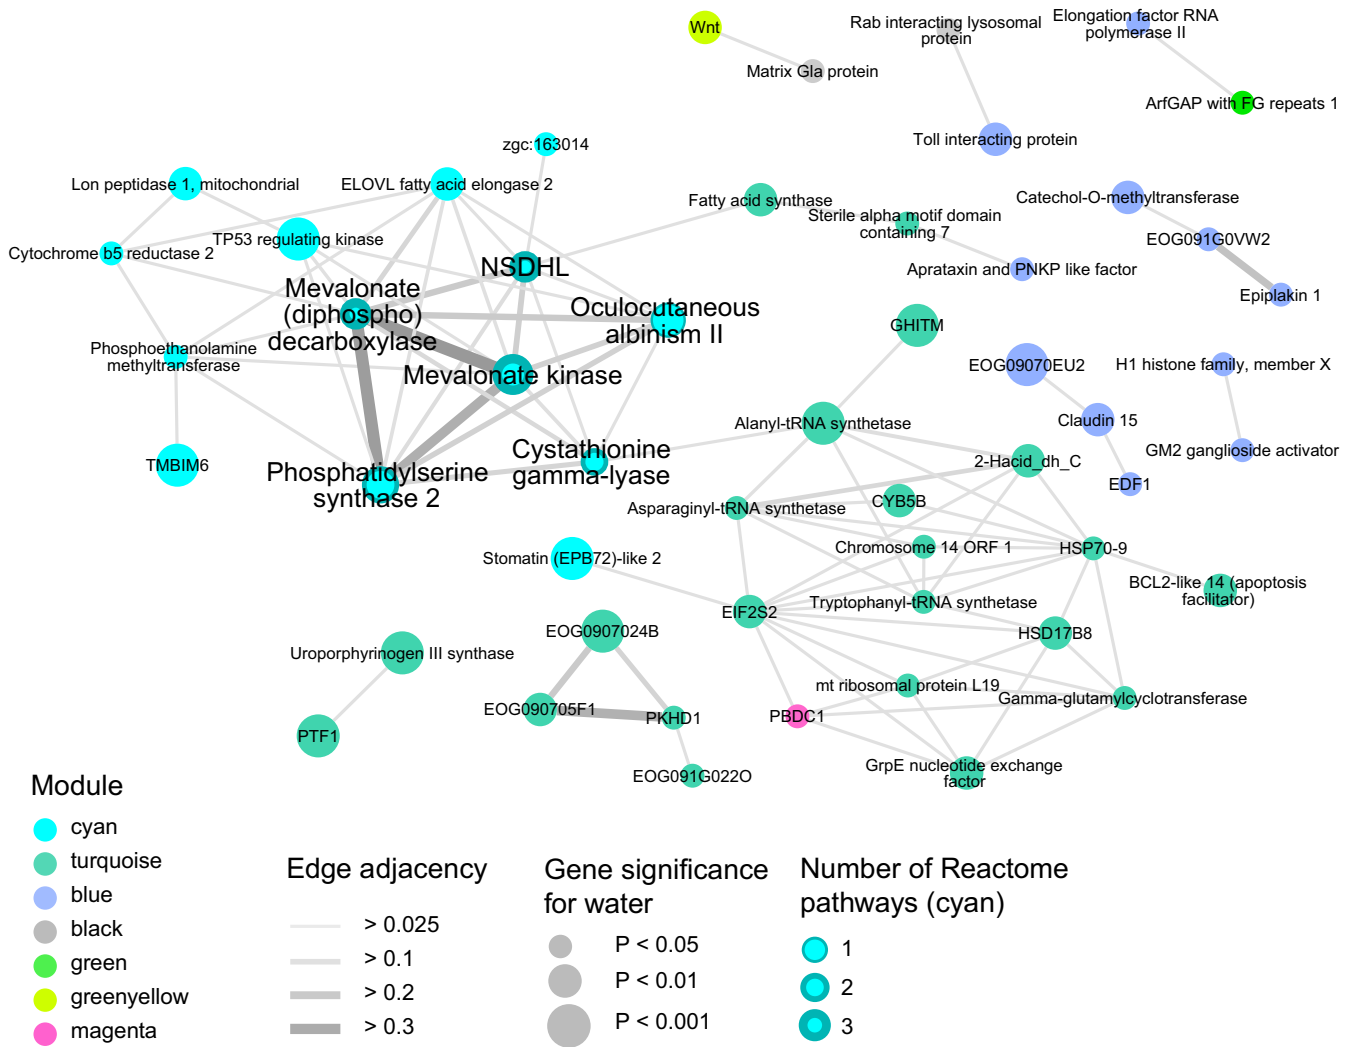 Wnt
Matrix Gla protein
Rab interacting lysosomal
protein
Elongation factor RNA
polymerase II
ArfGAP with FG repeats 1
Toll interacting protein
zgc:163014
Lon peptidase 1, mitochondrial
ELOVL fatty acid elongase 2
Fatty acid synthase
Sterile alpha motif domain
containing 7
Catechol-O-methyltransferase
Cytochrome b5 reductase 2
TP53 regulating kinase
EOG091G0VW2
NSDHL
Aprataxin and PNKP like factor
Epiplakin 1
Mevalonate
(diphospho)
decarboxylase
Oculocutaneous
albinism II
GHITM
Phosphoethanolamine
methyltransferase
Mevalonate kinase
EOG09070EU2
H1 histone family, member X
Alanyl-tRNA synthetase
Claudin 15
GM2 ganglioside activator
TMBIM6
Phosphatidylserine
synthase 2
Cystathionine
gamma-lyase
2-Hacid_dh_C
EDF1
Asparaginyl-tRNA synthetase
CYB5B
Stomatin (EPB72)-like 2
Chromosome 14 ORF 1
HSP70-9
BCL2-like 14 (apoptosis
facilitator)
EIF2S2
Tryptophanyl-tRNA synthetase
EOG0907024B
HSD17B8
Uroporphyrinogen III synthase
mt ribosomal protein L19
Gamma-glutamylcyclotransferase
EOG090705F1
PKHD1
PBDC1
PTF1
EOG091G022O
GrpE nucleotide exchange
factor
Module
cyan
turquoise
blue
black
green
greenyellow
magenta
Edge adjacency
> 0.025
> 0.1
> 0.2
> 0.3
Gene significance
for water
P < 0.05
P < 0.01
P < 0.001
Number of Reactome
pathways (cyan)
1
2
3